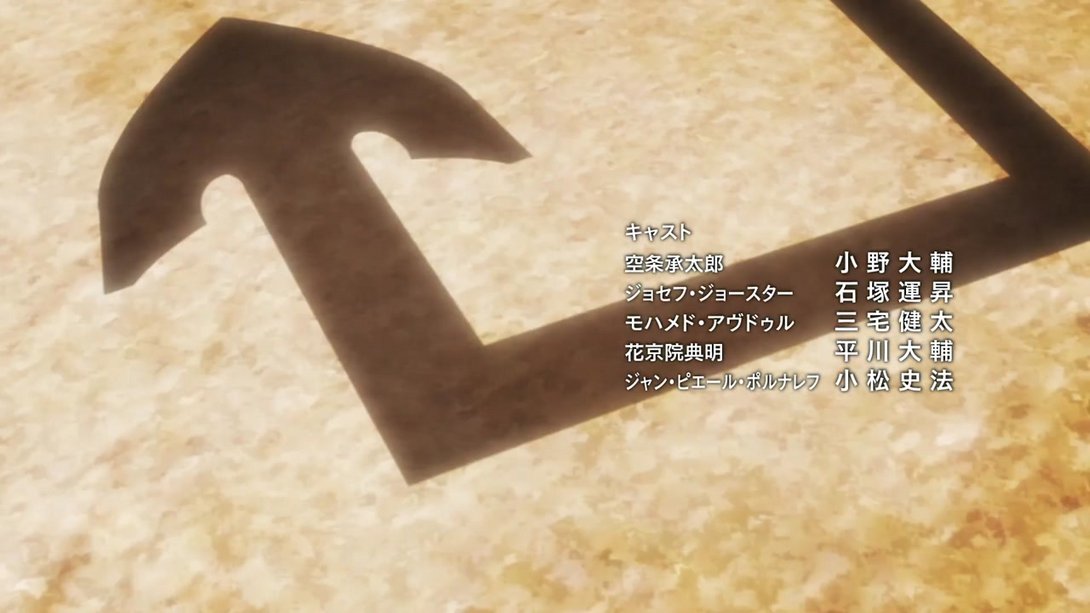 キャスト
空条承太郎 小野大輔
ジョセフ・ジョースター 石塚運昇
モハメド・アヴドゥル 三宅健太
花京院典明 平川大輔
ジャン・ピエール・ポルナレフ 小松史法